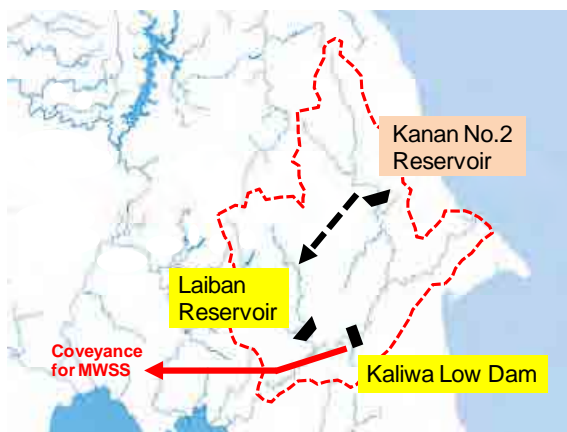 Kanan No.2
Reservoir
Laiban
Reservoir
Coveyance
for MWSS
Kaliwa Low Dam